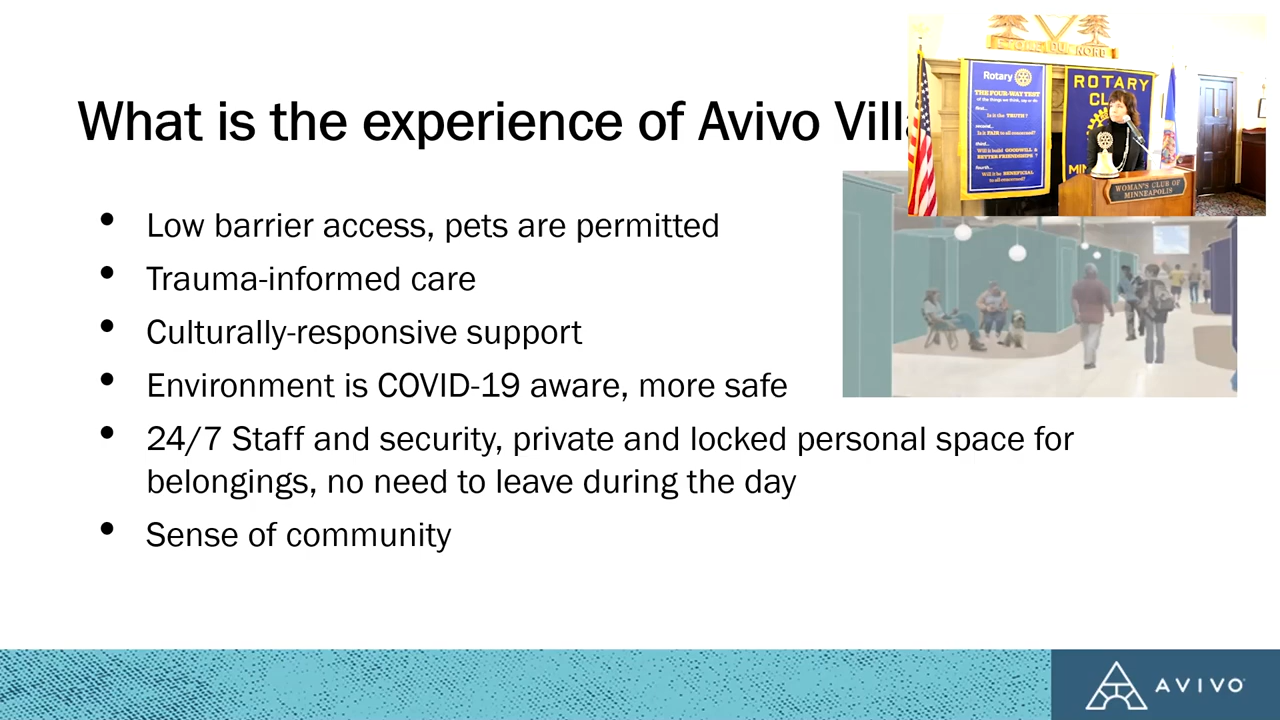 What is the experience of Avivo Villa
Low barrier access, pets are permitted
Trauma-informed care
Culturally-responsive support
Environment is COVID-19 aware, more safe
24/7 Staff and security, private and locked personal space for
belongings, no need to leave during the day
Sense of community
DU NORD
Rotary
THE FOUR-WAY TEST
of the things we think, say or do
First...
Is it the TRUTH?
Is it FAIR to all concerned?
third...
Will it build GOODWILL &
BETTER FRIENDSHIPS ?
Fourth...
Will it be BENEFICIAL
to all concerned?
ROTARY
WOMAN'S CLUB OF
MINNEAPOLIS
AVIVO